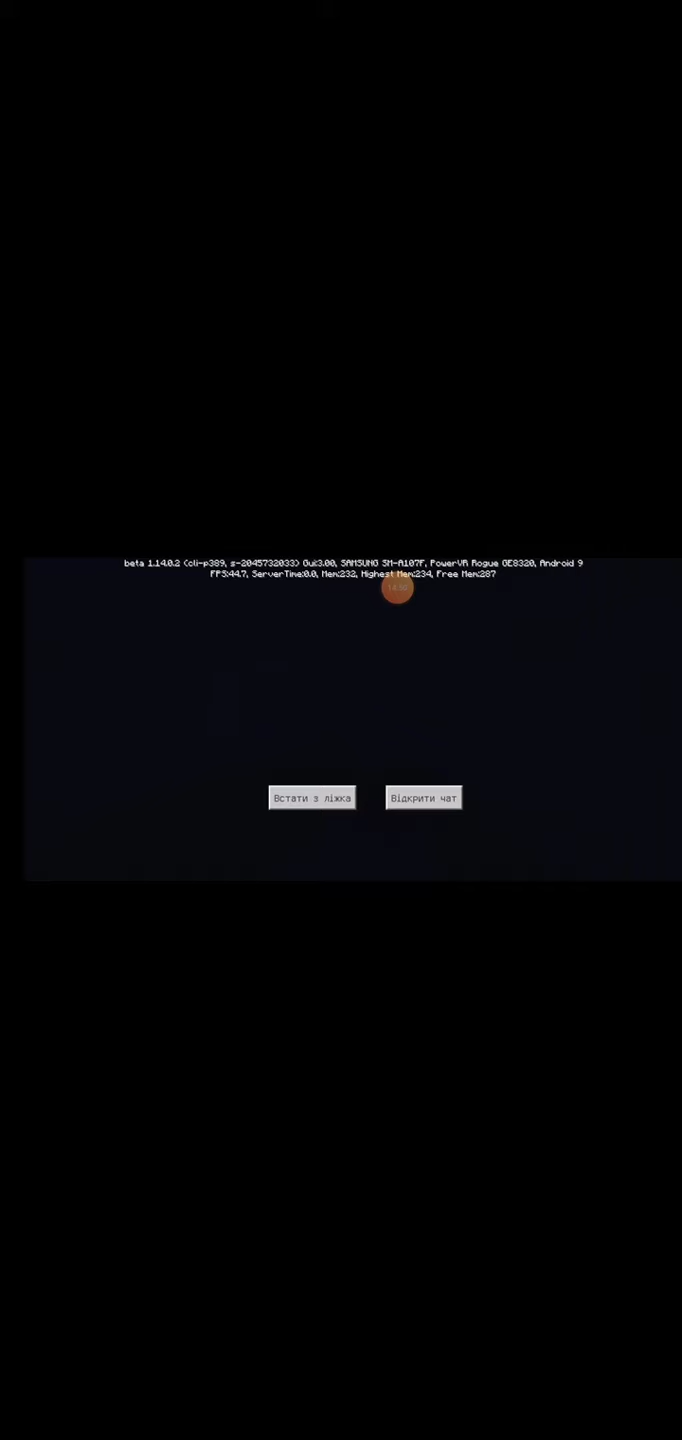 beta 1.14.0.2 (cli-p389, s-2045732033) Gui:3.00, SAMSUNG SM-A107F, PowerVR Rogue GE8320, Android 9
FPS:44.7, ServerTime:0.0, Mem:232, Highest Mem:234, Free Mem:287
Встати з ліжка
Відкрити чат